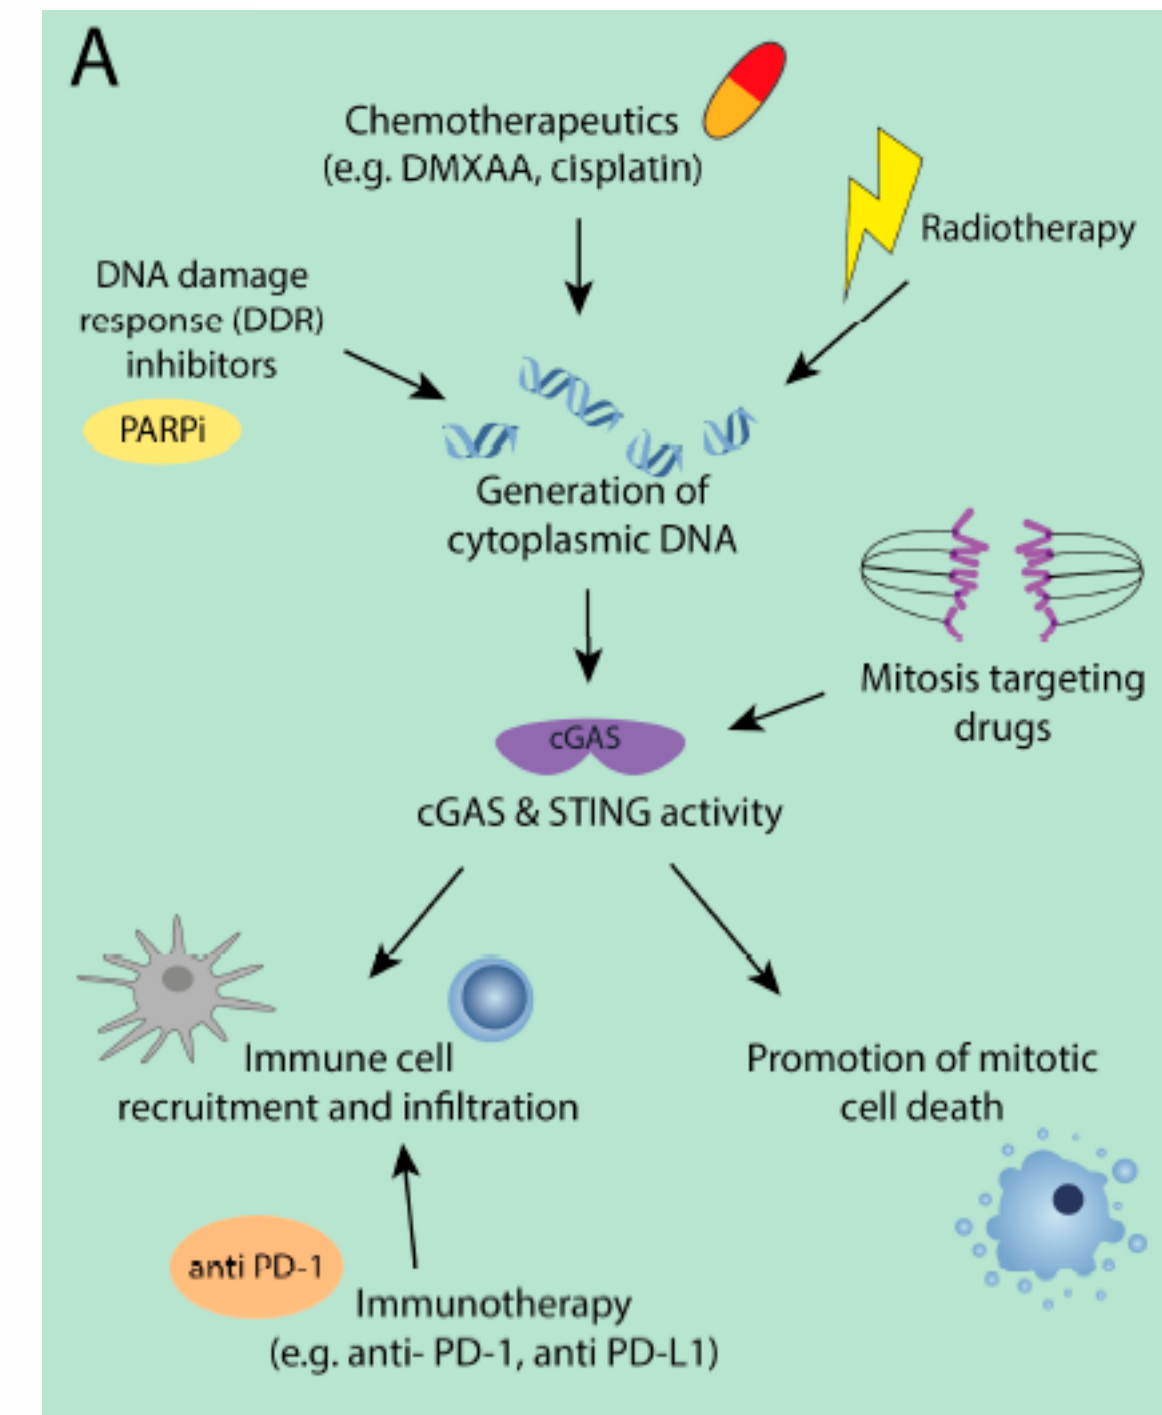 A
Chemotherapeutics
(e.g. DMXAA, cisplatin)
Radiotherapy
DNA damage
response (DDR)
inhibitors
PARPi
Generation of
cytoplasmic DNA
Mitosis targeting
drugs
cGAS
cGAS & STING activity
Immune cell
recruitment and infiltration
Promotion of mitotic
cell death
anti PD-1
Immunotherapy
(e.g. anti- PD-1, anti PD-L1)